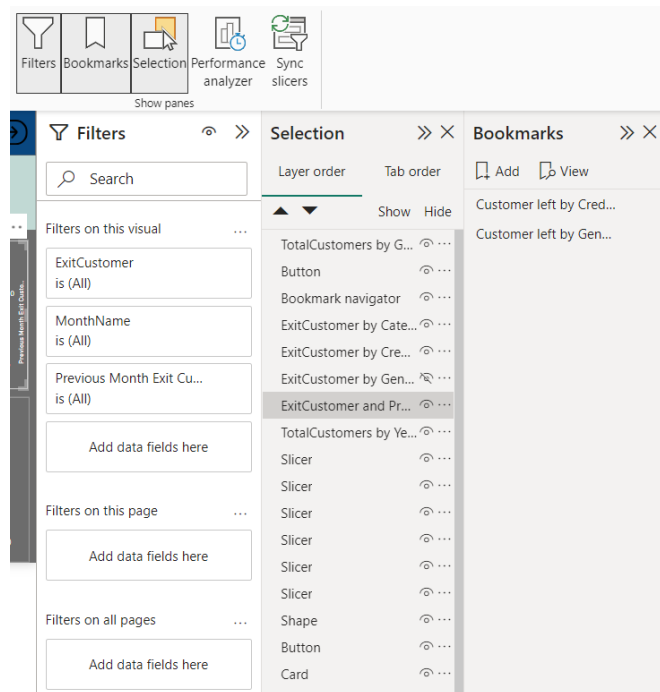 Filters Bookmarks Selection Performance analyzer Sync slicers
Show panes
Filters
Search
Filters on this visual ...
ExitCustomer
is (All)
MonthName
is (All)
Previous Month Exit Cu...
is (All)
Add data fields here
Filters on this page ...
Add data fields here
Filters on all pages ...
Add data fields here
Selection
Layer order Tab order
Show Hide
TotalCustomers by G... ...
Button ...
Bookmark navigator ...
ExitCustomer by Cate... ...
ExitCustomer by Cre... ...
ExitCustomer by Gen... ...
ExitCustomer and Pr... ...
TotalCustomers by Ye... ...
Slicer ...
Slicer ...
Slicer ...
Slicer ...
Slicer ...
Slicer ...
Shape ...
Button ...
Card ...
Bookmarks
Add View
Customer left by Cred...
Customer left by Gen...
Previous Month Exit Custo...